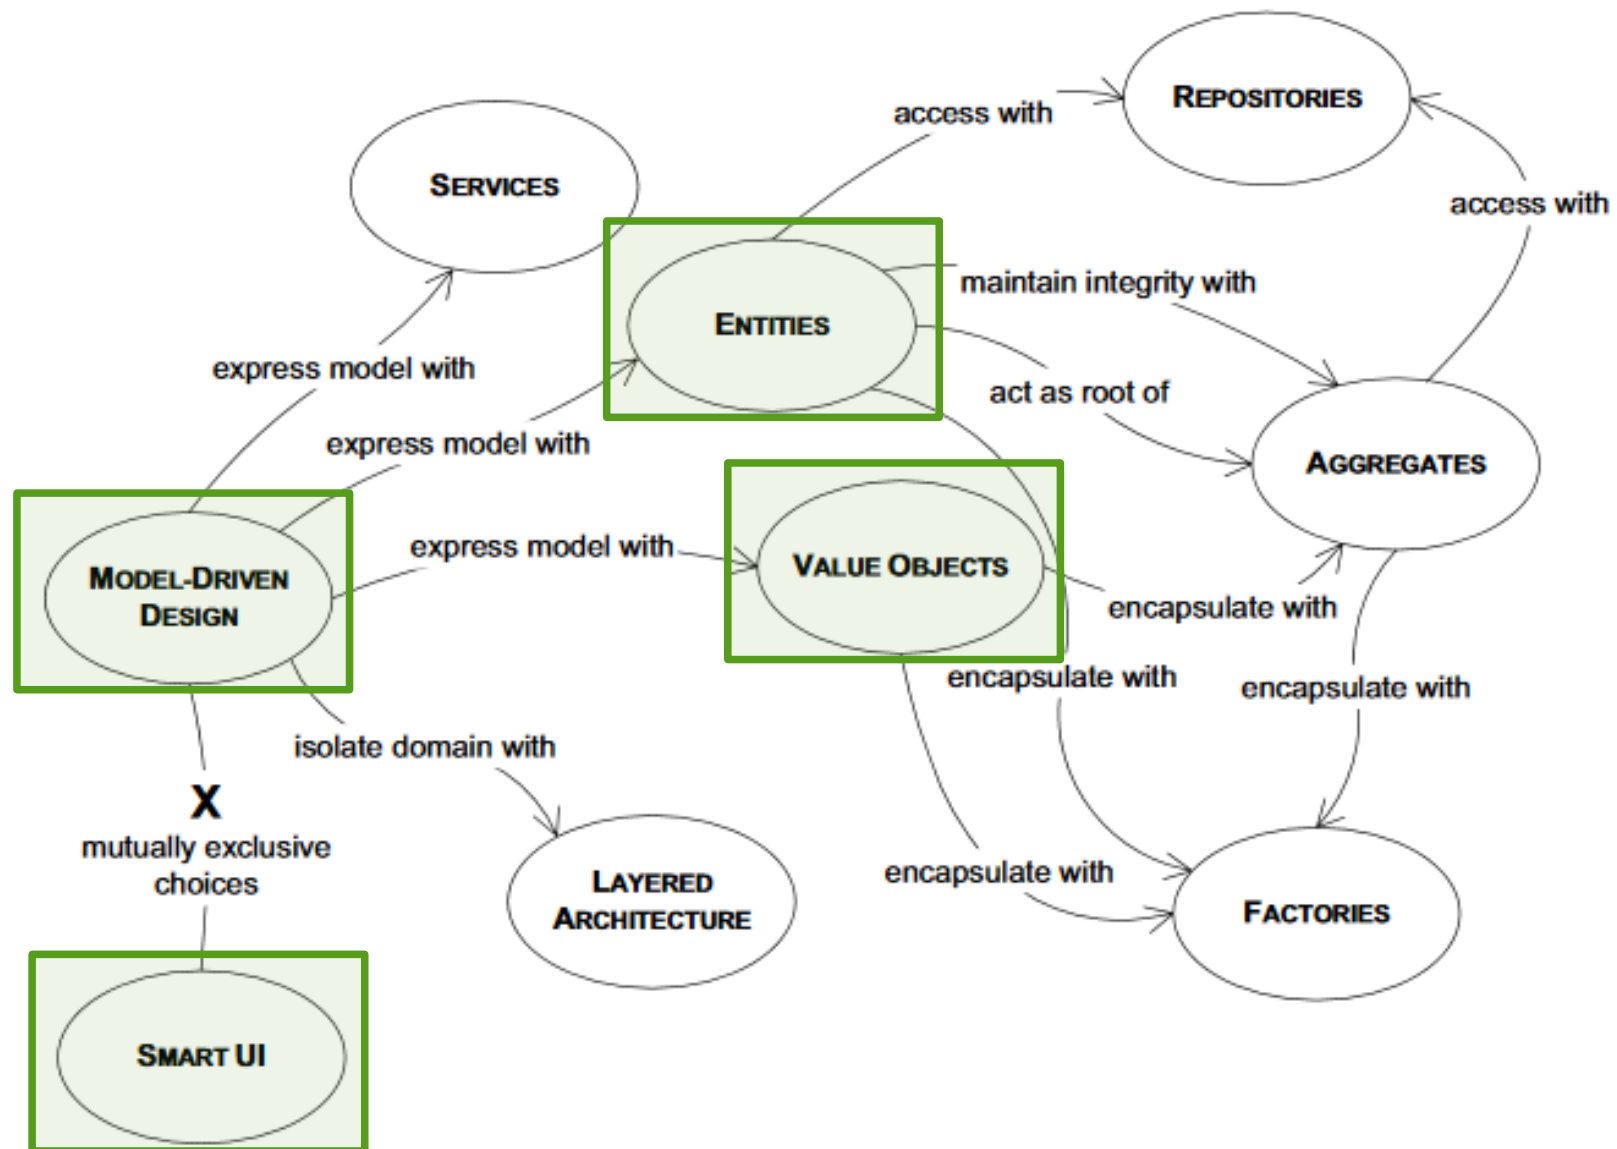 REPOSITORIES
access with
SERVICES
access with
maintain integrity with
ENTITIES
express model with
act as root of
express model with
AGGREGATES
express model with
VALUE OBJECTS
MODEL-DRIVEN
DESIGN
encapsulate with
encapsulate with
encapsulate with
isolate domain with
X
mutually exclusive
choices
encapsulate with
LAYERED
ARCHITECTURE
FACTORIES
SMART UI